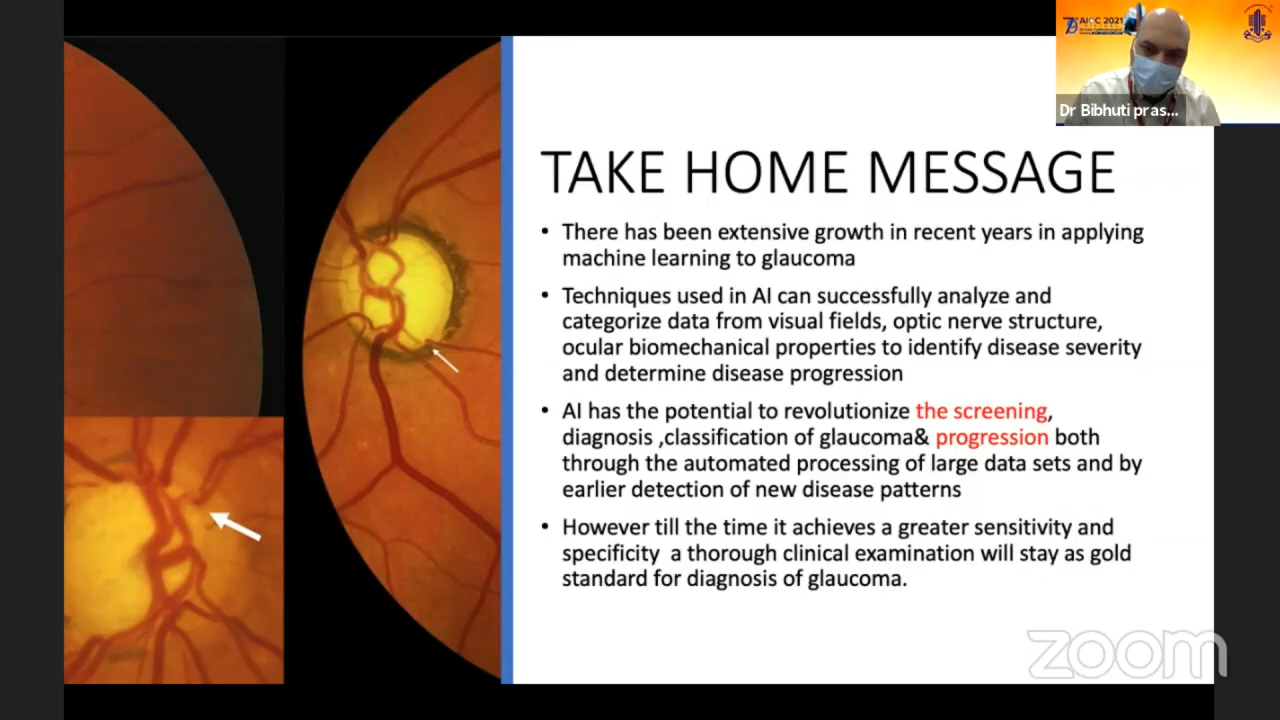 AIOC 2021
Dr Bibhuti pras...
TAKE HOME MESSAGE
• There has been extensive growth in recent years in applying
machine learning to glaucoma
• Techniques used in AI can successfully analyze and
categorize data from visual fields, optic nerve structure,
ocular biomechanical properties to identify disease severity
and determine disease progression
• AI has the potential to revolutionize the screening,
diagnosis ,classification of glaucoma& progression both
through the automated processing of large data sets and by
earlier detection of new disease patterns
• However till the time it achieves a greater sensitivity and
specificity a thorough clinical examination will stay as gold
standard for diagnosis of glaucoma.
zoom